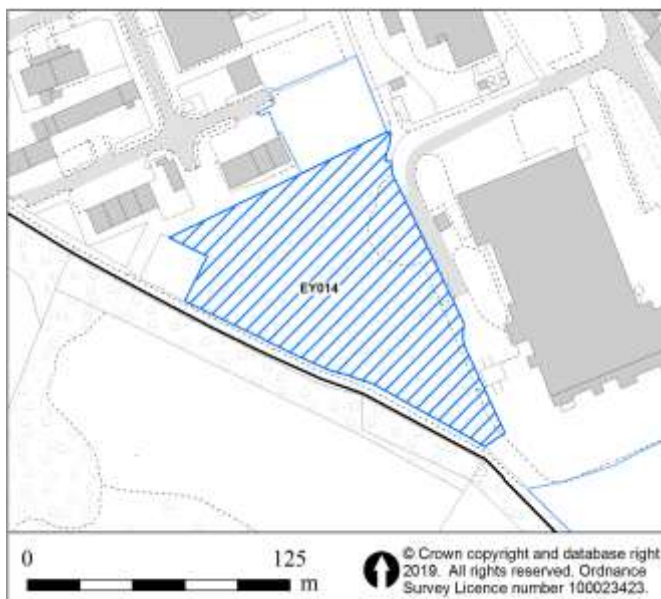 EY014
0 125
m
© Crown copyright and database right
2019. All rights reserved. Ordnance
Survey Licence number 100023423.